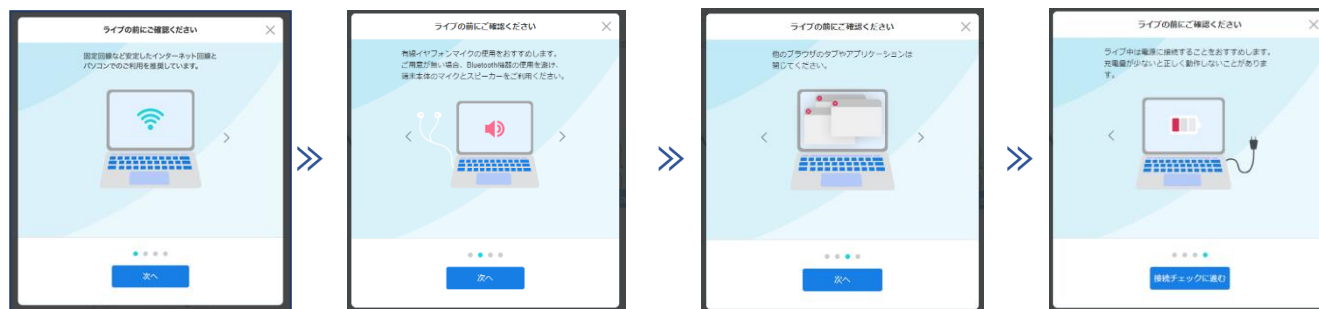 ライブの前にご確認ください
固定回線など安定したインターネット回線と
パソコンでのご利用を推奨しています。
次へ
ライブの前にご確認ください
有線イヤフォンマイクの使用をおすすめします。
ご用意が無い場合、Bluetooth機器の使用を避け、
端末本体のマイクとスピーカーをご利用ください。
次へ
ライブの前にご確認ください
他のブラウザのタブやアプリケーションは
閉じてください。
次へ
ライブの前にご確認ください
ライブ中は電源に接続することをおすすめします。
充電量が少ないと正しく動作しないことがありま
す。
接続チェックに進む